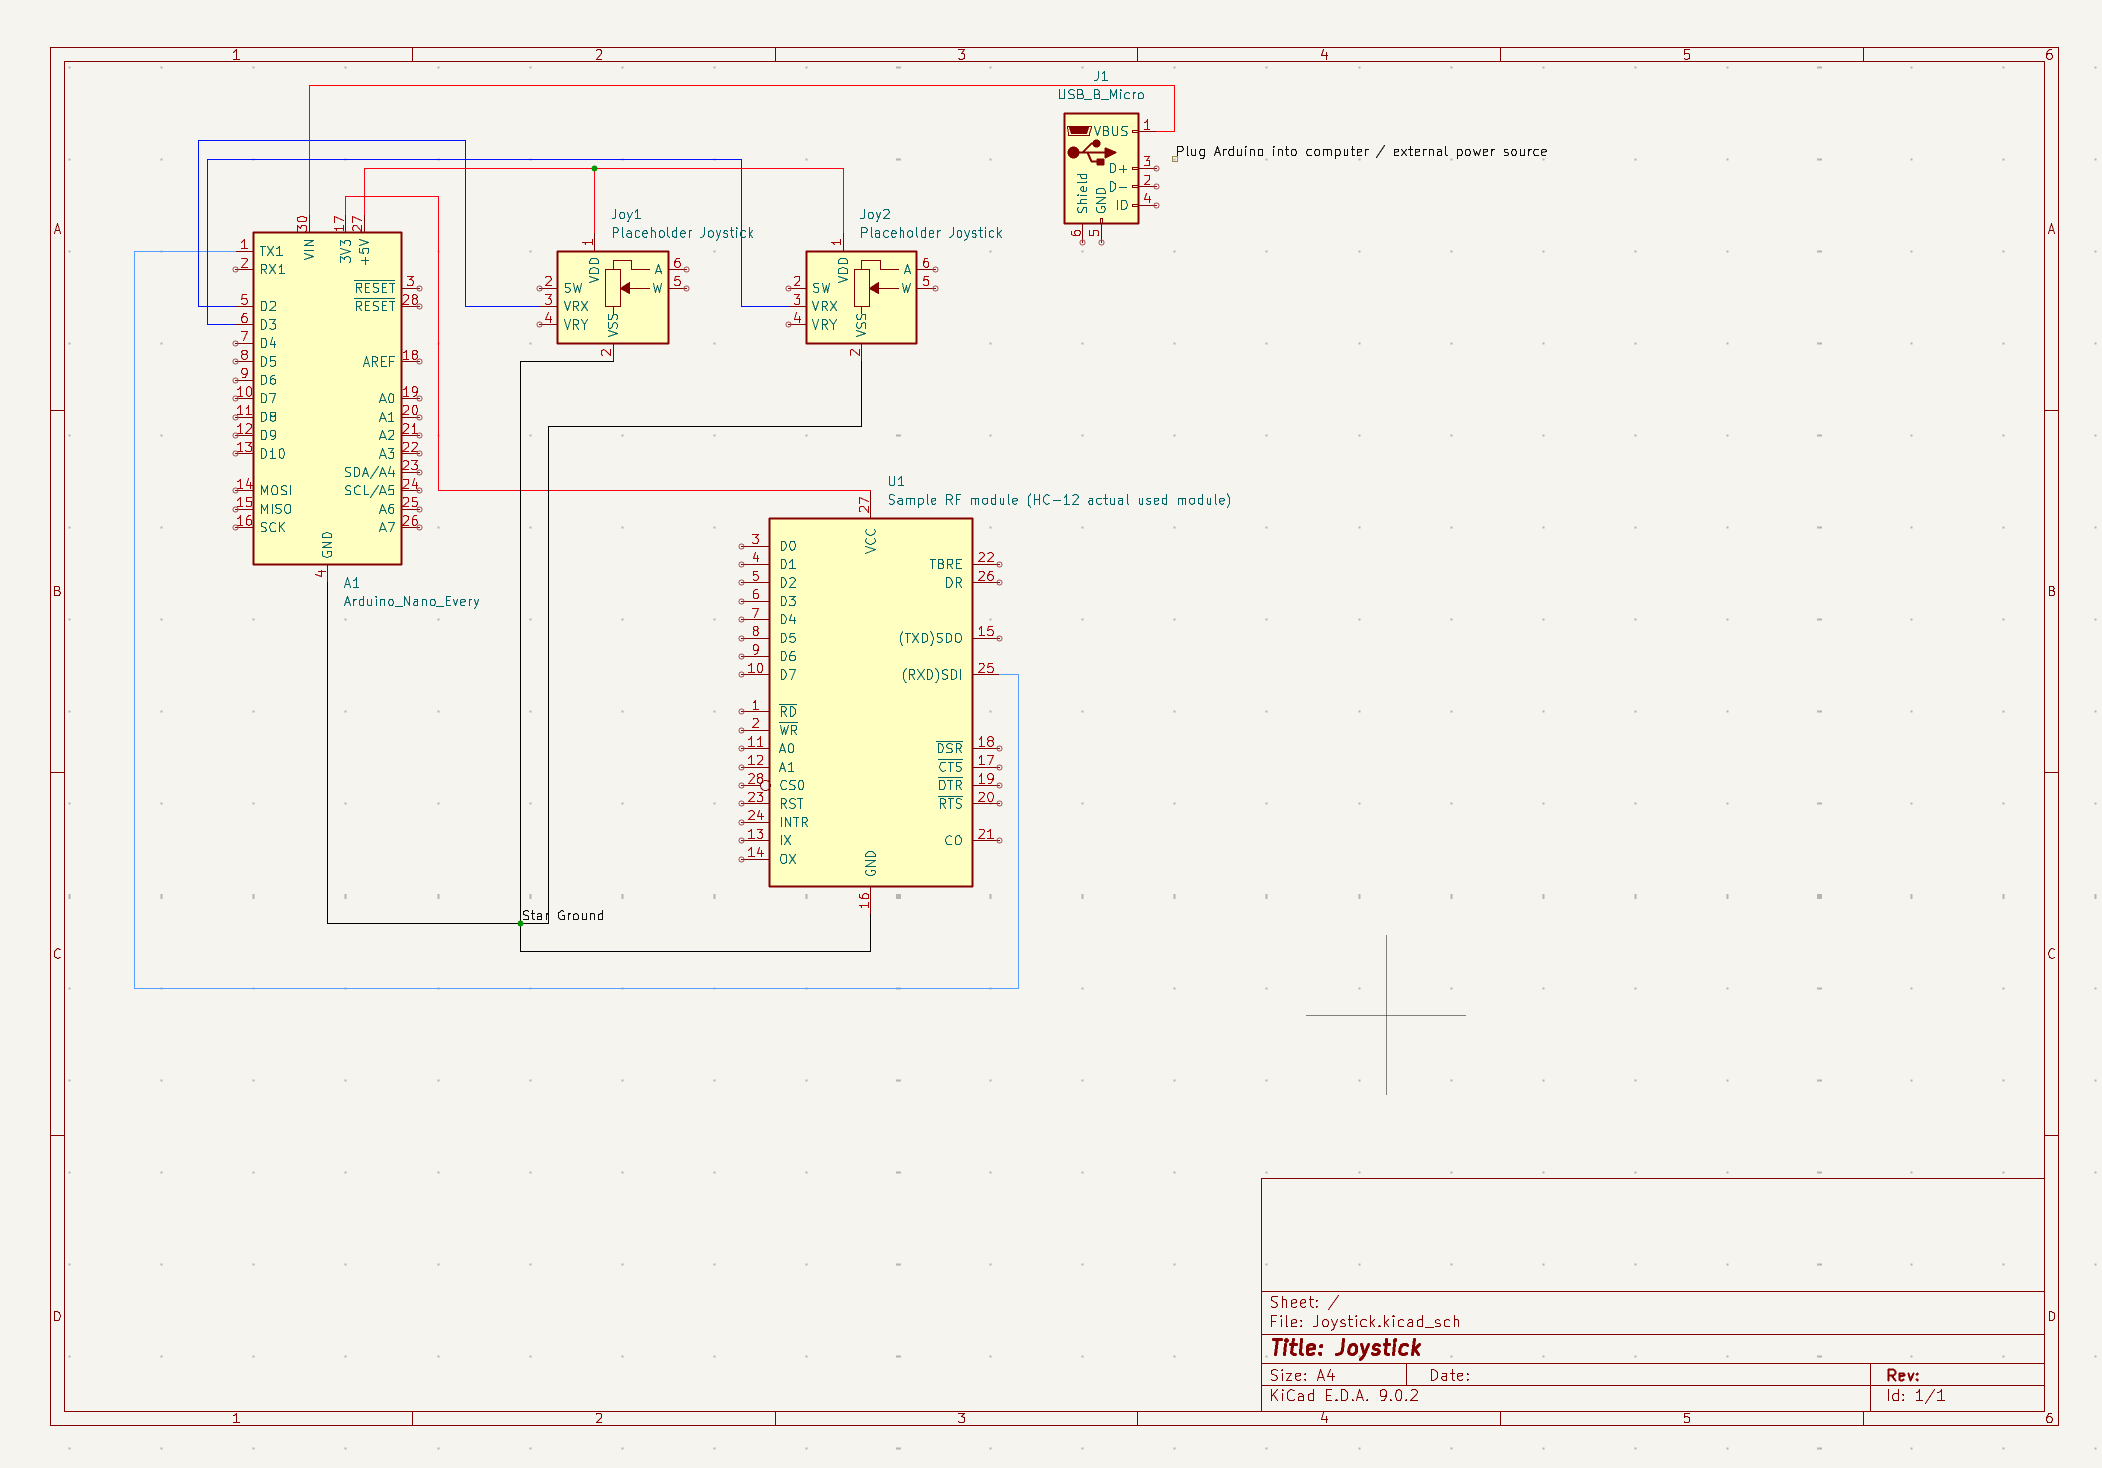 1 2 3 4 5 6
J1
USB_B_Micro
VBUS 1
Plug Arduino into computer / external power source
D+ 3
D- 2
ID 4
Shield 6
GND 5
A A
Joy1
Placeholder Joystick
1 VDD
A 6
W 5
2 SW
3 VRX
4 VRY
VSS 2
Joy2
Placeholder Joystick
1 VDD
A 6
W 5
2 SW
3 VRX
4 VRY
VSS 2
30 VIN
17 3V3
27 +5V
1 TX1
2 RX1
RESET 3
RESET 28
5 D2
6 D3
7 D4
8 D5
AREF 18
9 D6
10 D7
A0 19
11 D8
A1 20
12 D9
A2 21
13 D10
A3 22
SDA/A4 23
14 MOSI
SCL/A5 24
15 MISO
A6 25
16 SCK
A7 26
GND 4
A1
Arduino_Nano_Every
B B
U1
Sample RF module (HC-12 actual used module)
27 VCC
3 D0
4 D1
TBRE 22
5 D2
DR 26
6 D3
7 D4
8 D5
(TXD)SDO 15
9 D6
10 D7
(RXD)SDI 25
1 RD
2 WR
11 A0
DSR 18
12 A1
CTS 17
28 CS0
DTR 19
23 RST
RTS 20
24 INTR
13 IX
CO 21
14 OX
GND 16
Star Ground
C C
Sheet: /
File: Joystick.kicad_sch
Title: Joystick
Size: A4 Date: Rev:
KiCad E.D.A. 9.0.2 Id: 1/1
D D
1 2 3 4 5 6